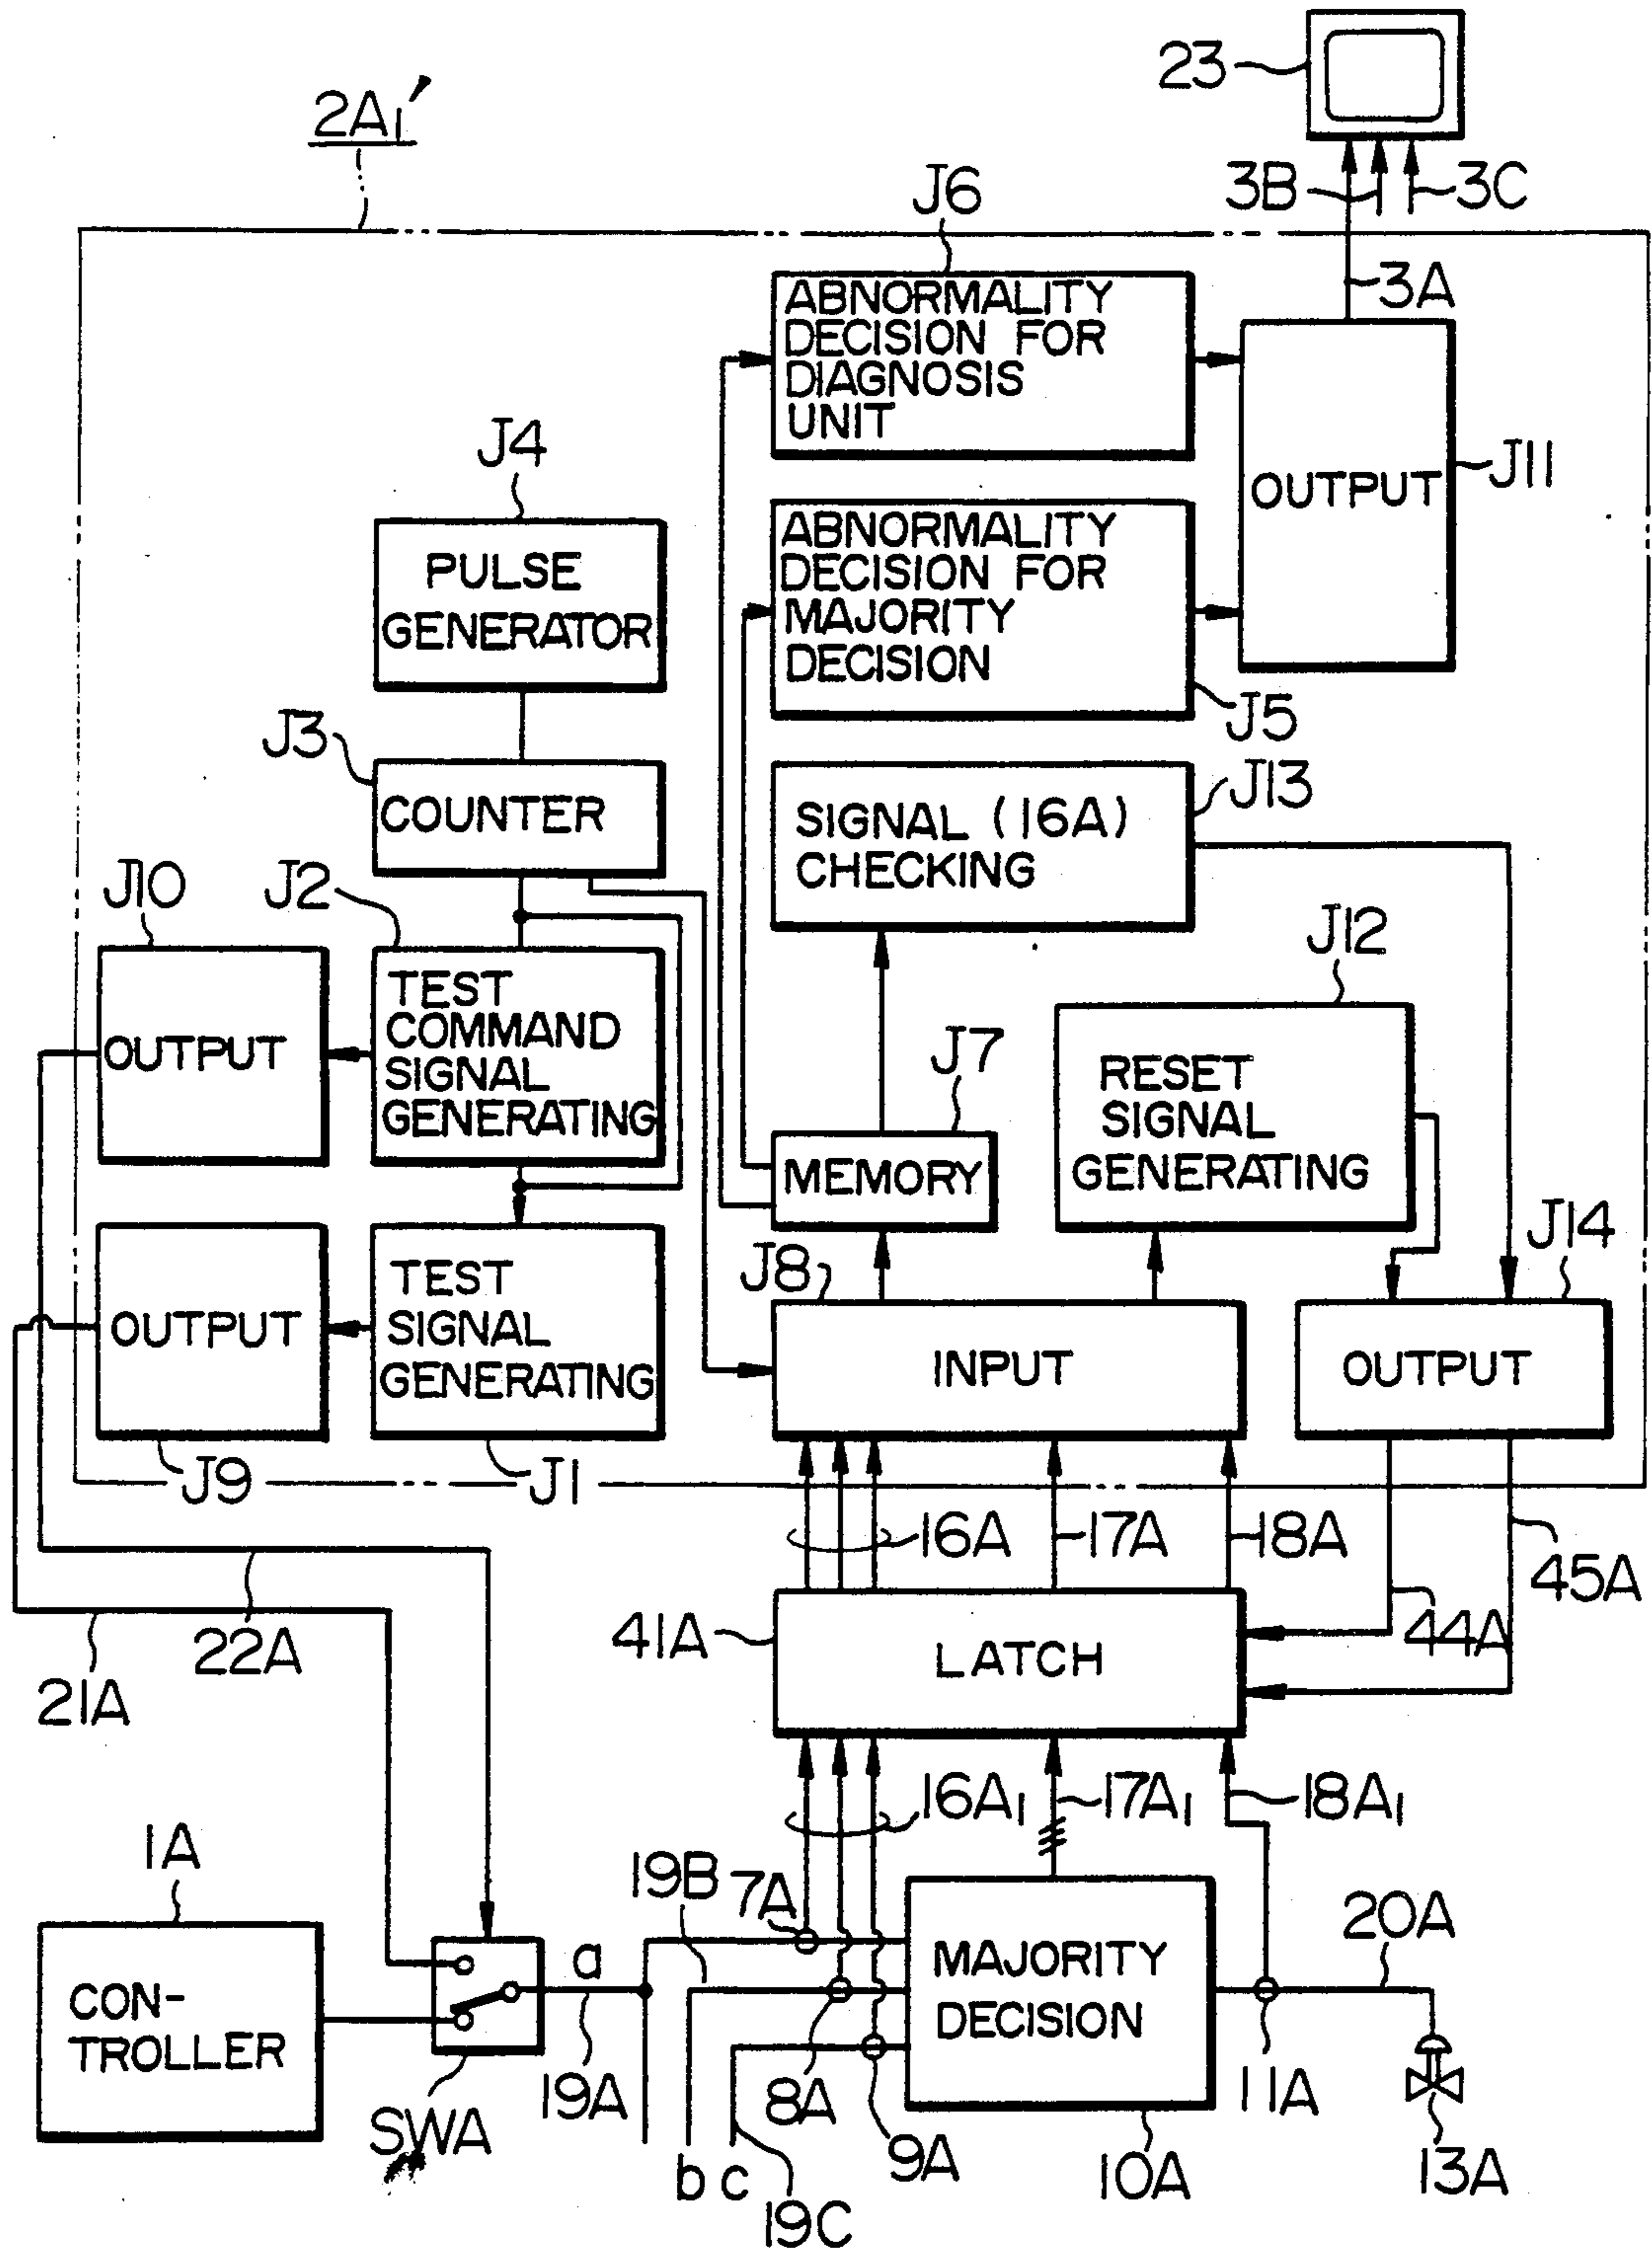 23
2A₁'
3B
3C
J6
3A
ABNORMALITY
DECISION FOR
DIAGNOSIS
UNIT
J4
OUTPUT
J11
PULSE
GENERATOR
ABNORMALITY
DECISION FOR
MAJORITY
DECISION
J5
J3
COUNTER
J13
SIGNAL (16A)
CHECKING
J10
J2
J12
OUTPUT
TEST
COMMAND
SIGNAL
GENERATING
J7
RESET
SIGNAL
GENERATING
MEMORY
J14
J8
OUTPUT
TEST
SIGNAL
GENERATING
INPUT
OUTPUT
J9
J1
16A
17A
18A
45A
44A
22A
21A
41A
LATCH
16A₁
17A₁
18A₁
1A
19B
7A
20A
CON-
TROLLER
a
MAJORITY
DECISION
SWA
19A
8A
9A
11A
10A
13A
b
c
19C